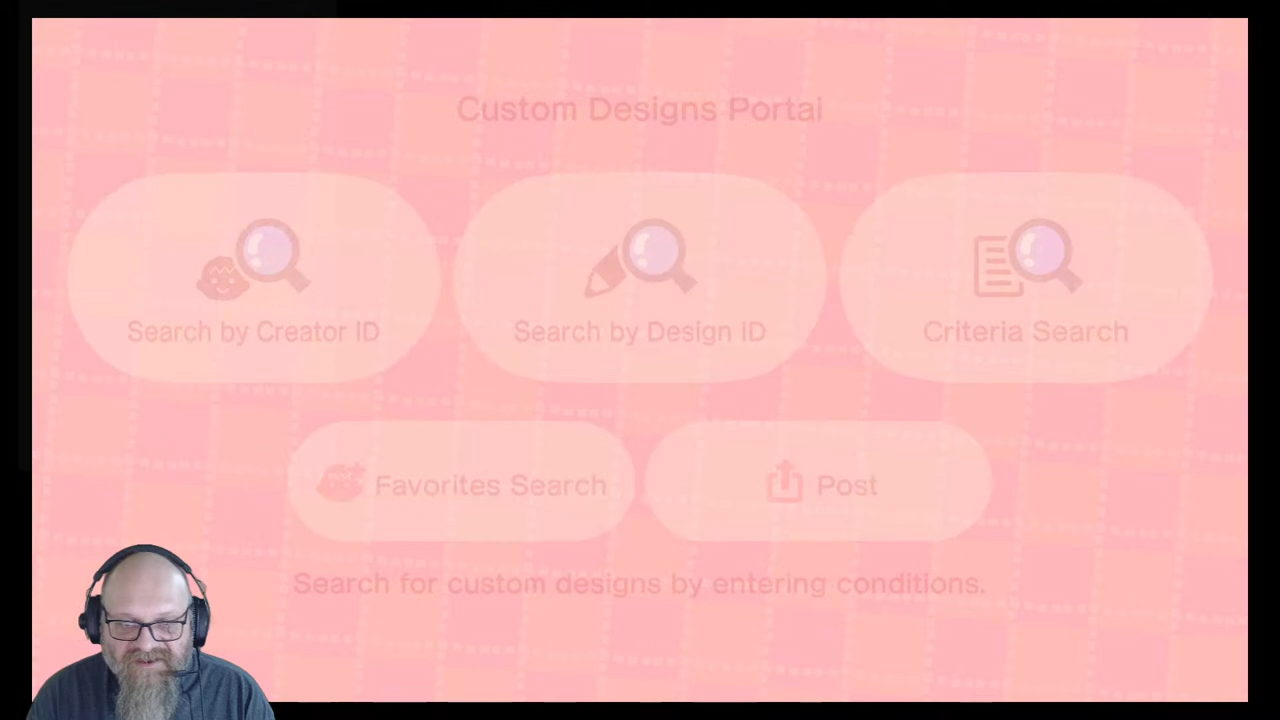 Custom Designs Portal
Search by Creator ID
Search by Design ID
Criteria Search
Favorites Search
Post
Search for custom designs by entering conditions.